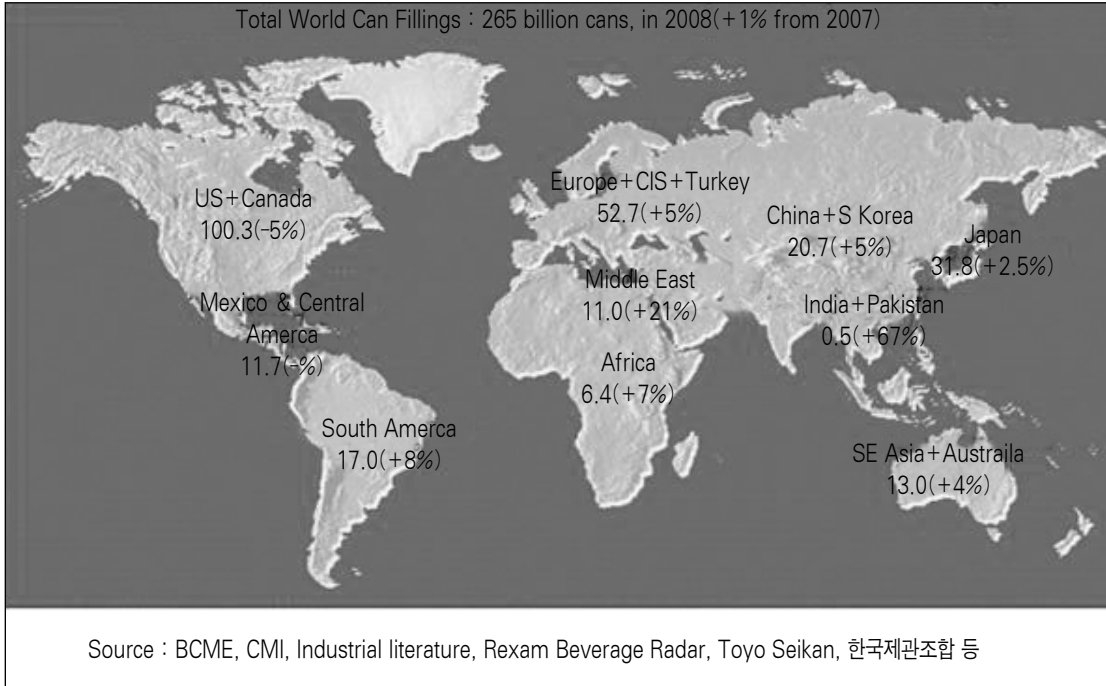 Total World Can Fillings : 265 billion cans, in 2008(+1% from 2007)
US+Canada
100.3(-5%)
Europe+CIS+Turkey
52.7(+5%)
China+S Korea
20.7(+5%)
Japan
31.8(+2.5%)
Mexico & Central
Amerca
11.7(-%)
Middle East
11.0(+21%)
India+Pakistan
0.5(+67%)
Africa
6.4(+7%)
South Amerca
17.0(+8%)
SE Asia+Austraila
13.0(+4%)
Source : BCME, CMI, Industrial literature, Rexam Beverage Radar, Toyo Seikan, 한국제관조합 등